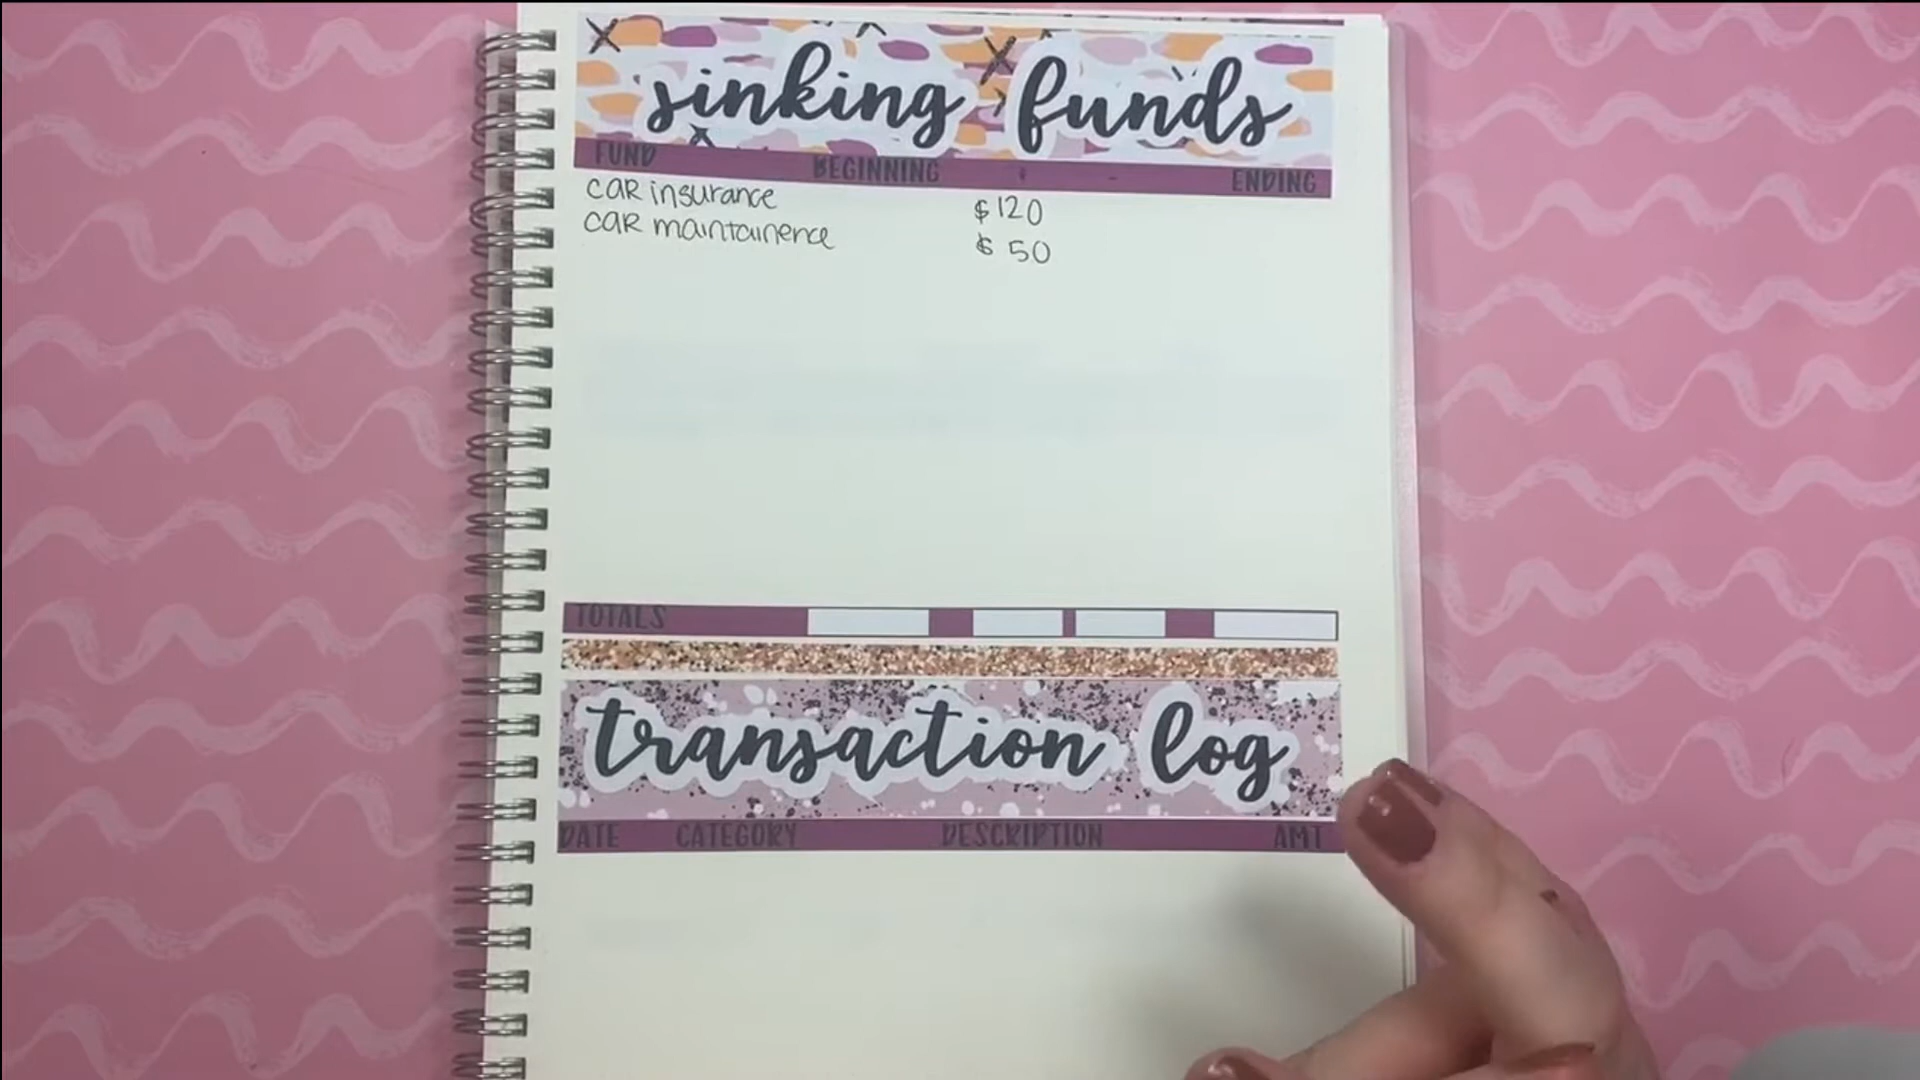 sinking funds
FUND BEGINNING + - ENDING
CAR insurance $120
CAR maintainence $ 50
TOTALS
transaction log
DATE CATEGORY DESCRIPTION AMT